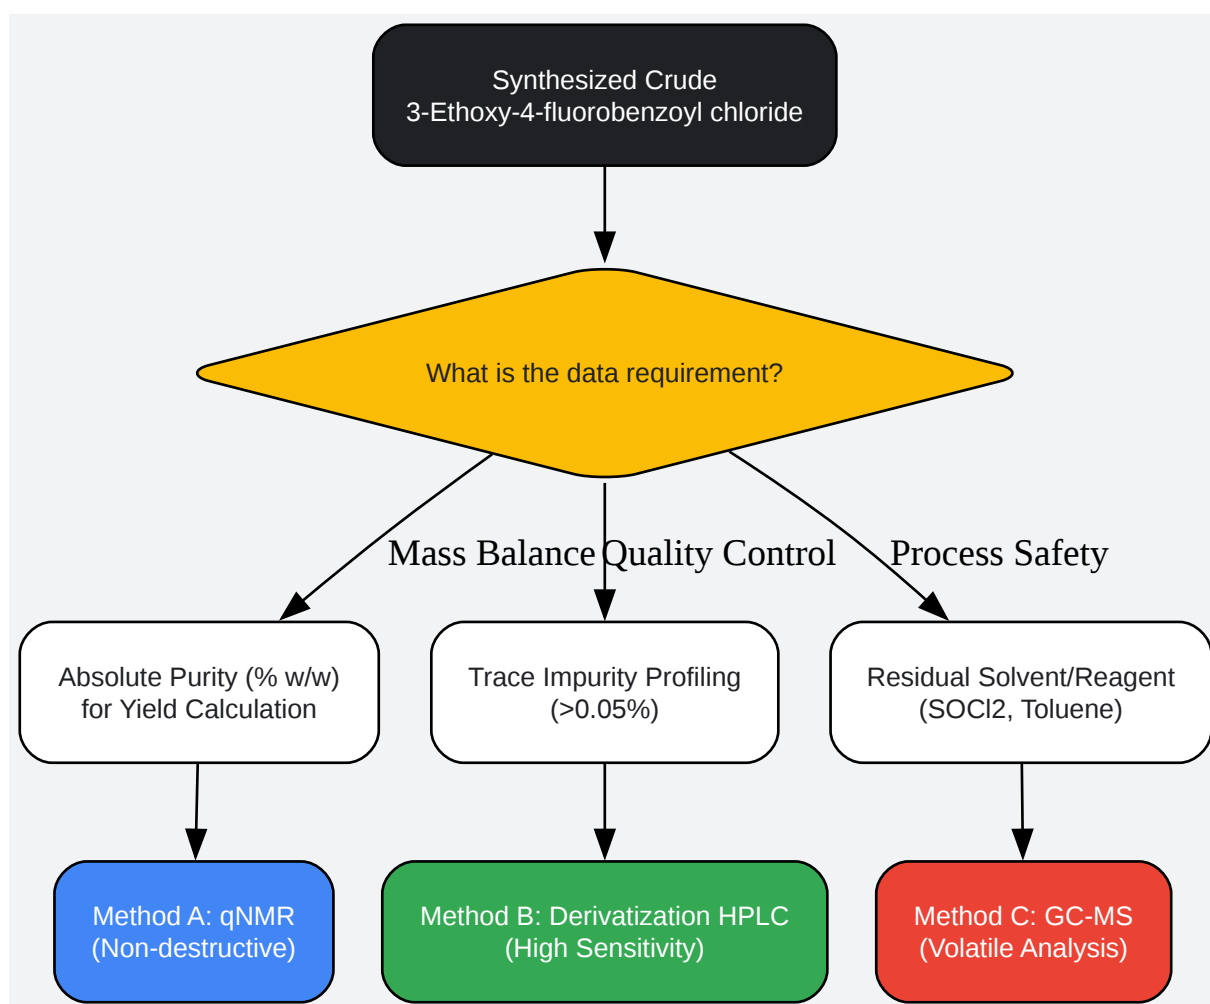 Synthesized Crude
3-Ethoxy-4-fluorobenzoyl chloride
What is the data requirement?
Mass Balance
Quality Control
Process Safety
Absolute Purity (% w/w)
for Yield Calculation
Trace Impurity Profiling
(>0.05%)
Residual Solvent/Reagent
(SOCl2, Toluene)
Method A: qNMR
(Non-destructive)
Method B: Derivatization HPLC
(High Sensitivity)
Method C: GC-MS
(Volatile Analysis)